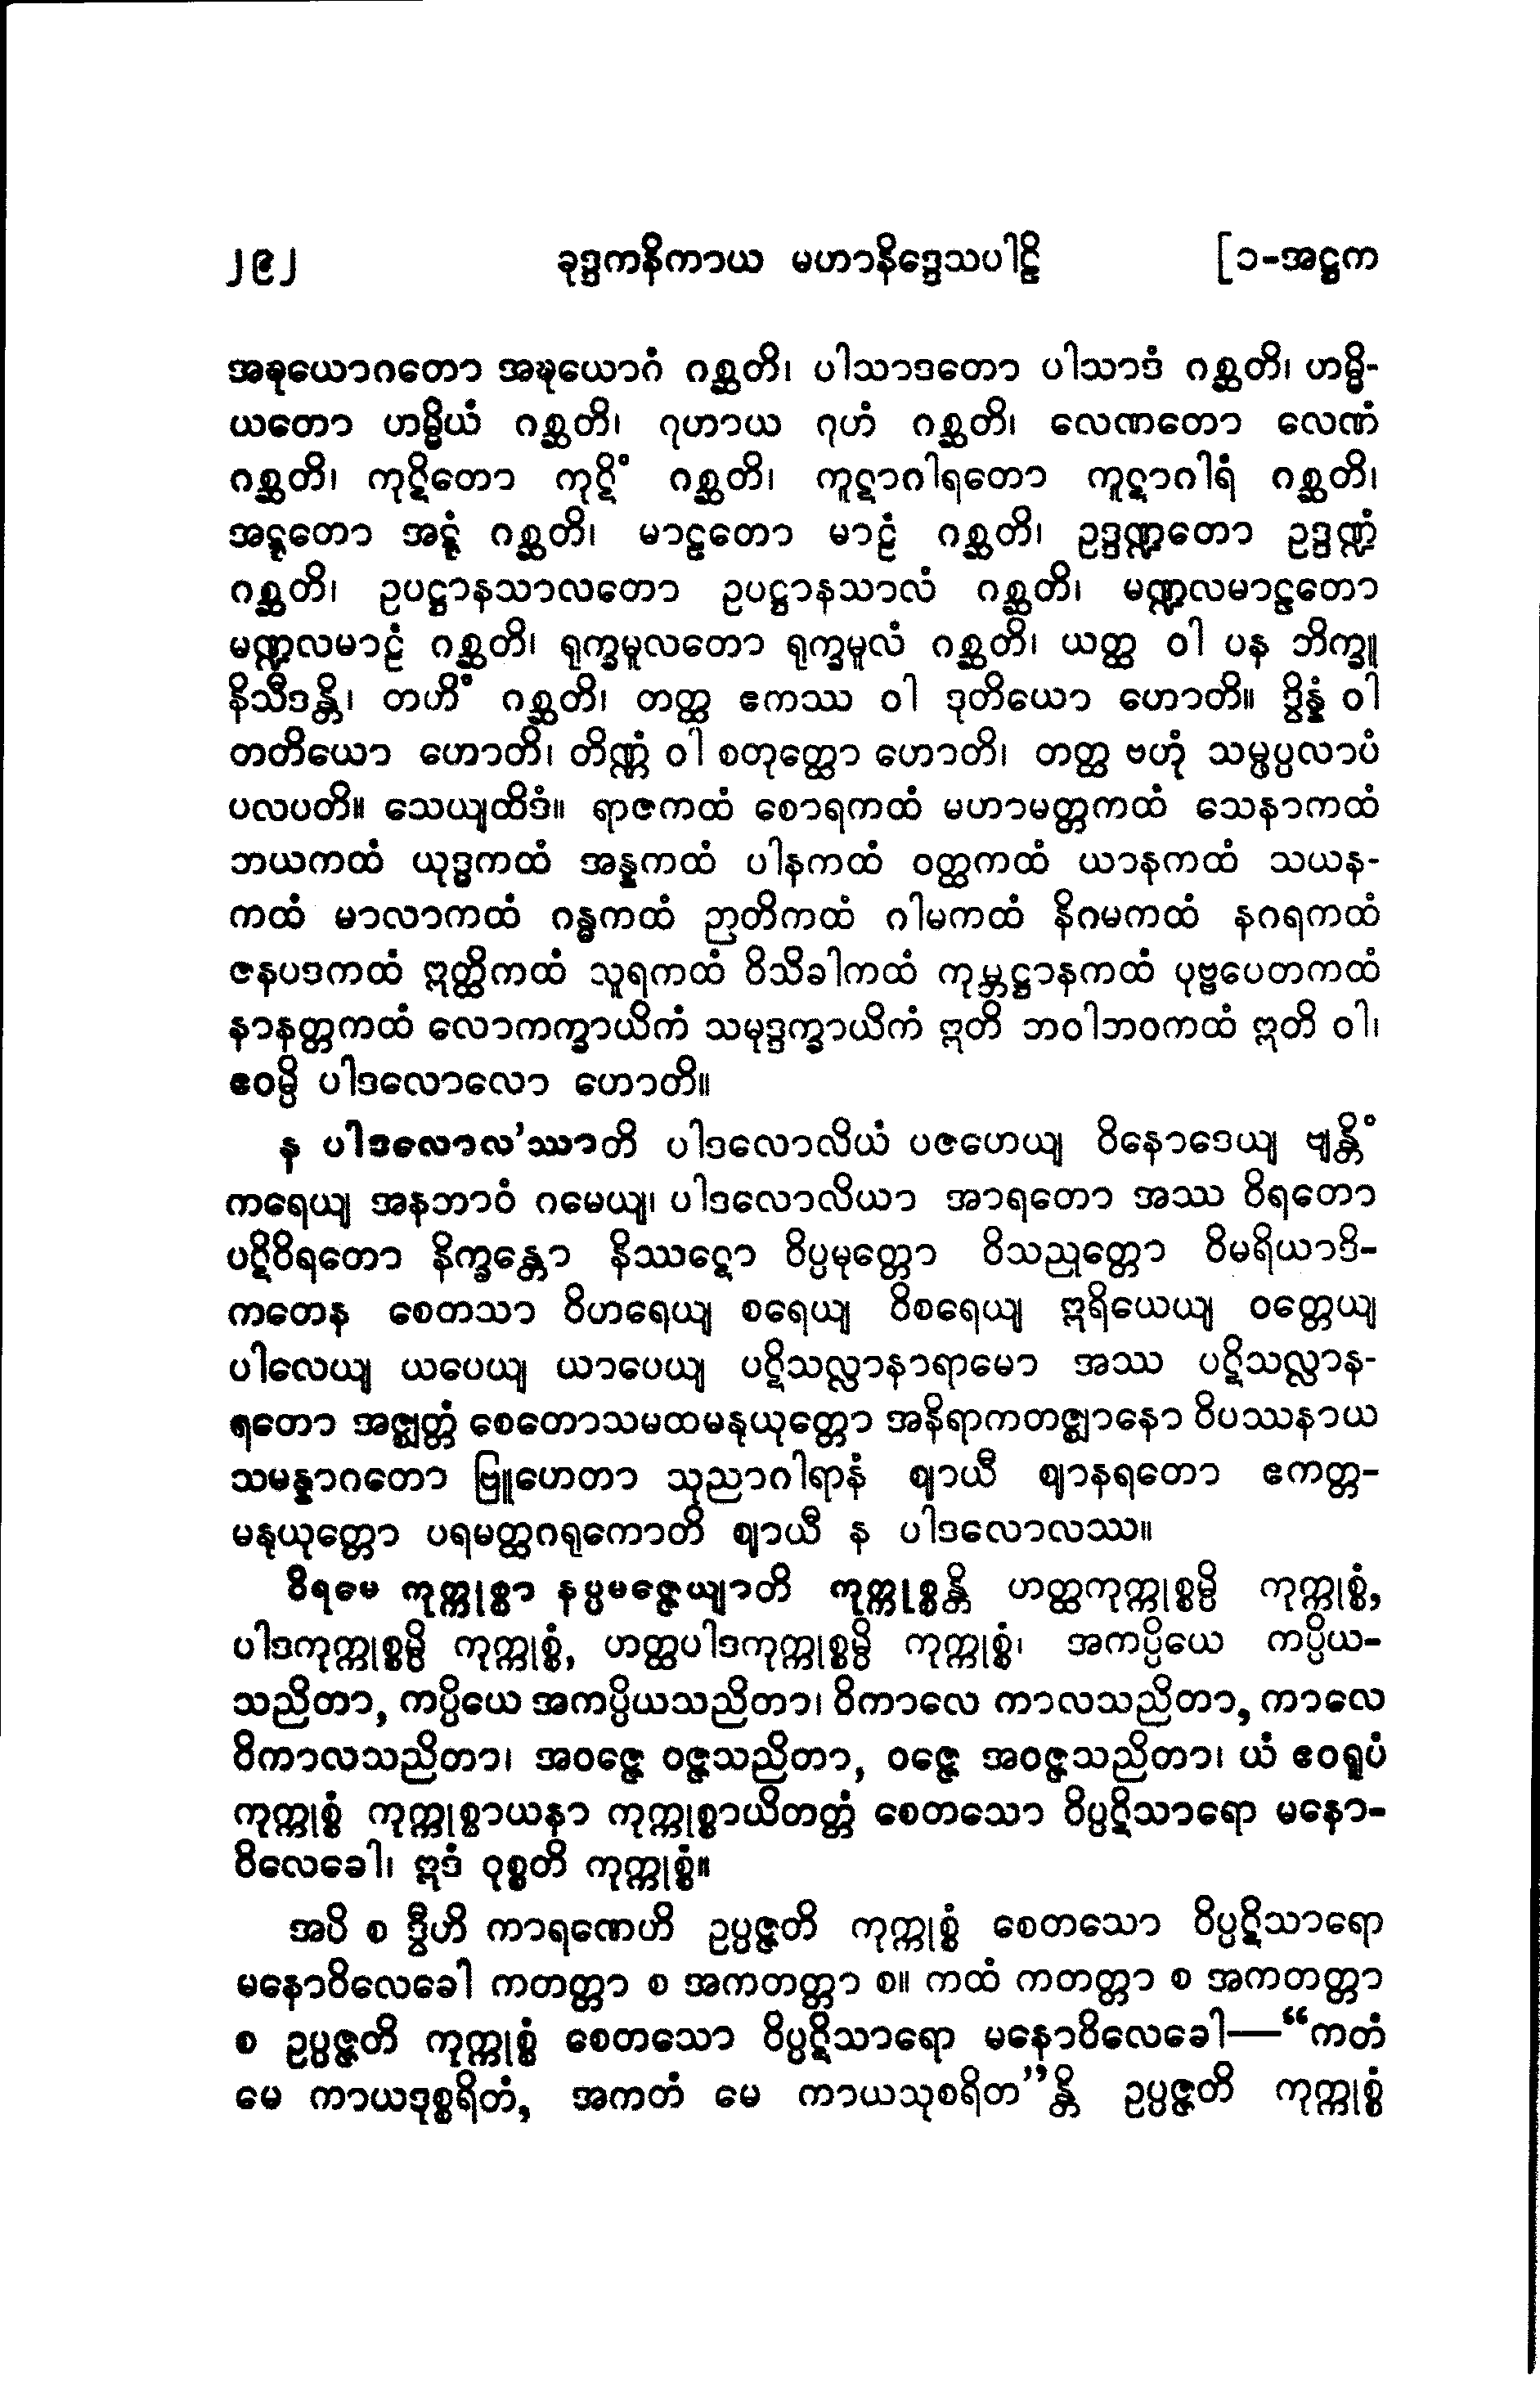 ၂၉၂ ခုဒ္ဒကနိကာယ မဟာနိဒ္ဒေသပါဠိ [၁-အဋ္ဌက
အဍ္ဎယောဂတော အဍ္ဎယောဂံ ဂစ္ဆတိ၊ ပါသာဒတော ပါသာဒံ ဂစ္ဆတိ၊ ဟမ္မိ-
ယတော ဟမ္မိယံ ဂစ္ဆတိ၊ ဂုဟာယ ဂုဟံ ဂစ္ဆတိ၊ လေဏတော လေဏံ
ဂစ္ဆတိ၊ ကုဋိတော ကုဋိံ ဂစ္ဆတိ၊ ကူဋာဂါရတော ကူဋာဂါရံ ဂစ္ဆတိ၊
အဋ္ဋတော အဋ္ဋံ ဂစ္ဆတိ၊ မာဠတော မာဠံ ဂစ္ဆတိ၊ ဥဒ္ဒဏ္ဍတော ဥဒ္ဒဏ္ဍံ
ဂစ္ဆတိ၊ ဥပဋ္ဌာနသာလတော ဥပဋ္ဌာနသာလံ ဂစ္ဆတိ၊ မဏ္ဍလမာဠတော
မဏ္ဍလမာဠံ ဂစ္ဆတိ၊ ရုက္ခမူလတော ရုက္ခမူလံ ဂစ္ဆတိ၊ ယတ္ထ ဝါ ပန ဘိက္ခူ
နိသီဒန္တိ၊ တဟိံ ဂစ္ဆတိ၊ တတ္ထ ဧကဿ ဝါ ဒုတိယော ဟောတိ။ ဒွိန္နံ ဝါ
တတိယော ဟောတိ၊ တိဏ္ဏံ ဝါ စတုတ္ထော ဟောတိ၊ တတ္ထ ဗဟုံ သမ္ဖပ္ပလာပံ
ပလပတိ။ သေယျထိဒံ။ ရာဇကထံ စောရကထံ မဟာမတ္တကထံ သေနာကထံ
ဘယကထံ ယုဒ္ဓကထံ အန္နကထံ ပါနကထံ ဝတ္ထကထံ ယာနကထံ သယန-
ကထံ မာလာကထံ ဂန္ဓကထံ ဉာတိကထံ ဂါမကထံ နိဂမကထံ နဂရကထံ
ဇနပဒကထံ ဣတ္ထိကထံ သူရကထံ ဝိသိခါကထံ ကုမ္ဘဋ္ဌာနကထံ ပုဗ္ဗပေတကထံ
နာနတ္တကထံ လောကက္ခာယိကံ သမုဒ္ဒက္ခာယိကံ ဣတိ ဘဝါဘဝကထံ ဣတိ ဝါ၊
ဧဝမ္ပိ ပါဒလောလော ဟောတိ။
န ပါဒလောလ'ဿာတိ ပါဒလောလိယံ ပဇဟေယျ ဝိနောဒေယျ ဗျန္တိံ
ကရေယျ အနဘာဝံ ဂမေယျ၊ ပါဒလောလိယာ အာရတော အဿ ဝိရတော
ပဋိဝိရတော နိက္ခန္တော နိဿဋော ဝိပ္ပမုတ္တော ဝိသညုတ္တော ဝိမရိယာဒိ-
ကတေန စေတသာ ဝိဟရေယျ စရေယျ ဝိစရေယျ ဣရိယေယျ ဝတ္တေယျ
ပါလေယျ ယပေယျ ယာပေယျ ပဋိသလ္လာနာရာမော အဿ ပဋိသလ္လာန-
ရတော အဇ္ဈတ္တံ စေတောသမထမနုယုတ္တော အနိရာကတဇ္ဈာနော ဝိပဿနာယ
သမန္နာဂတော ဗြူဟေတာ သုညာဂါရာနံ ဈာယီ ဈာနရတော ဧကတ္တ-
မနုယုတ္တော ပရမတ္ထဂရုကောတိ ဈာယီ န ပါဒလောလဿ။
ဝိရမေ ကုက္ကုစ္စာ နပ္ပမဇ္ဇေယျာတိ ကုက္ကုစ္စန္တိ ဟတ္ထကုက္ကုစ္စမ္ပိ ကုက္ကုစ္စံ,
ပါဒကုက္ကုစ္စမ္ပိ ကုက္ကုစ္စံ, ဟတ္ထပါဒကုက္ကုစ္စမ္ပိ ကုက္ကုစ္စံ၊ အကပ္ပိယေ ကပ္ပိယ-
သညိတာ, ကပ္ပိယေ အကပ္ပိယသညိတာ၊ ဝိကာလေ ကာလသညိတာ, ကာလေ
ဝိကာလသညိတာ၊ အဝဇ္ဇေ ဝဇ္ဇသညိတာ, ဝဇ္ဇေ အဝဇ္ဇသညိတာ၊ ယံ ဧဝရူပံ
ကုက္ကုစ္စံ ကုက္ကုစ္စာယနာ ကုက္ကုစ္စာယိတတ္တံ စေတသော ဝိပ္ပဋိသာရော မနော-
ဝိလေခေါ၊ ဣဒံ ဝုစ္စတိ ကုက္ကုစ္စံ။
အပိ စ ဒွီဟိ ကာရဏေဟိ ဥပ္ပဇ္ဇတိ ကုက္ကုစ္စံ စေတသော ဝိပ္ပဋိသာရော
မနောဝိလေခေါ ကတတ္တာ စ အကတတ္တာ စ။ ကထံ ကတတ္တာ စ အကတတ္တာ
စ ဥပ္ပဇ္ဇတိ ကုက္ကုစ္စံ စေတသော ဝိပ္ပဋိသာရော မနောဝိလေခေါ—“ကတံ
မေ ကာယဒုစ္စရိတံ, အကတံ မေ ကာယသုစရိတ”န္တိ ဥပ္ပဇ္ဇတိ ကုက္ကုစ္စံ